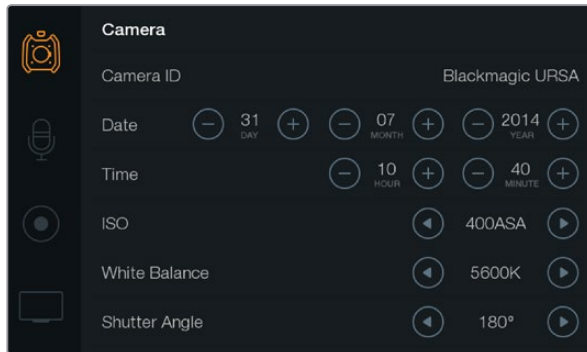 Camera
Camera ID Blackmagic URSA
Date − 31 DAY + − 07 MONTH + − 2014 YEAR +
Time − 10 HOUR + − 40 MINUTE +
ISO 400ASA
White Balance 5600K
Shutter Angle 180°